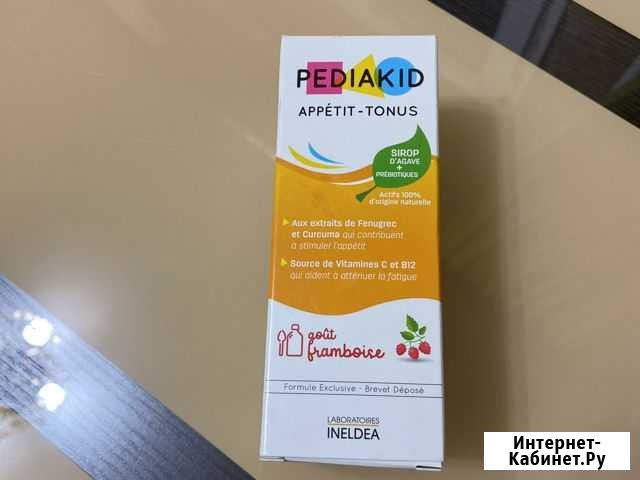 PEDIAKID
APPÉTIT-TONUS
SIROP
D'AGAVE
+
PRÉBIOTIQUES
Actifs 100%
d'origine naturelle
Aux extraits de Fenugrec
et Curcuma qui contribuent
à stimuler l'appétit
Source de Vitamines C et B12
qui aident à atténuer la fatigue
goût
framboise
Formule Exclusive - Brevet Déposé
LABORATOIRES
INELDEA
Интернет-
Кабинет.Ру